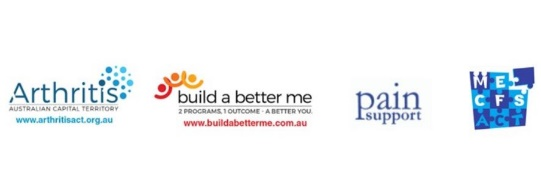 Arthritis
AUSTRALIAN CAPITAL TERRITORY
www.arthritisact.org.au
build a better me
2 PROGRAMS, 1 OUTCOME - A BETTER YOU.
www.buildabetterme.com.au
pain
support
ME
CFS
ACT